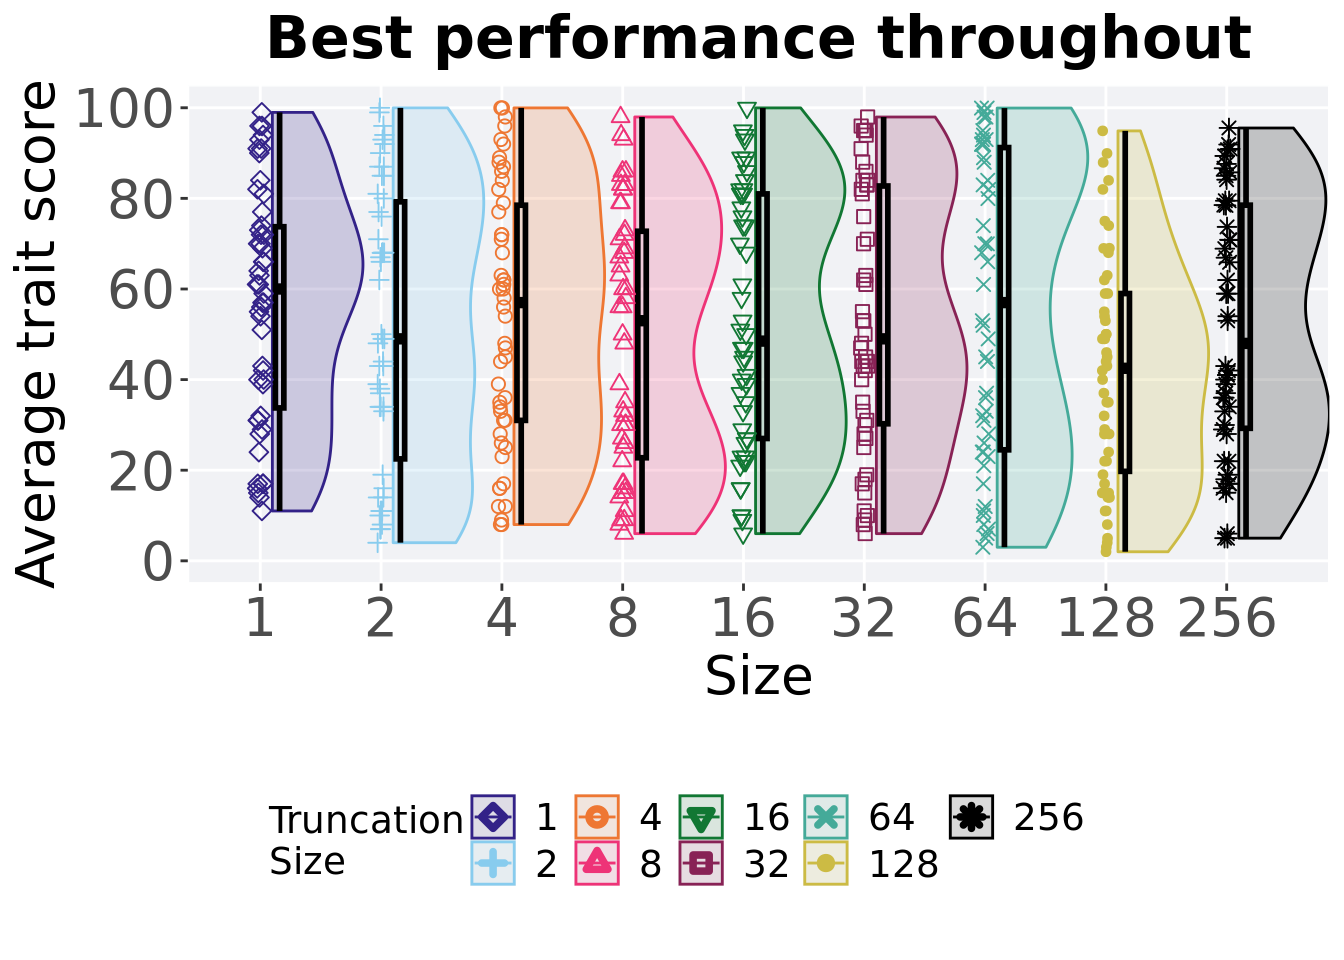 Best performance throughout
Average trait score
100
80
60
40
20
0
1 2 4 8 16 32 64 128 256
Size
Truncation Size
1 4 16 64 256
2 8 32 128